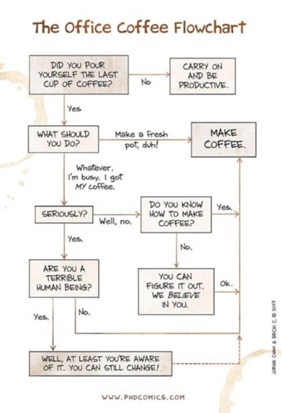 The Office Coffee Flowchart
DID YOU POUR
YOURSELF THE LAST
CUP OF COFFEE?
No
CARRY ON
AND BE
PRODUCTIVE.
Yes
WHAT SHOULD
YOU DO?
Make a fresh
pot, duh!
MAKE
COFFEE.
Whatever.
I'm busy. I got
MY coffee.
SERIOUSLY?
Well, no.
DO YOU KNOW
HOW TO MAKE
COFFEE?
Yes.
Yes.
No.
ARE YOU A
TERRIBLE
HUMAN BEING?
YOU CAN
FIGURE IT OUT.
WE BELIEVE
IN YOU.
Ok.
Yes.
No.
WELL, AT LEAST YOU'RE AWARE
OF IT. YOU CAN STILL CHANGE!
WWW.PHDCOMICS.COM